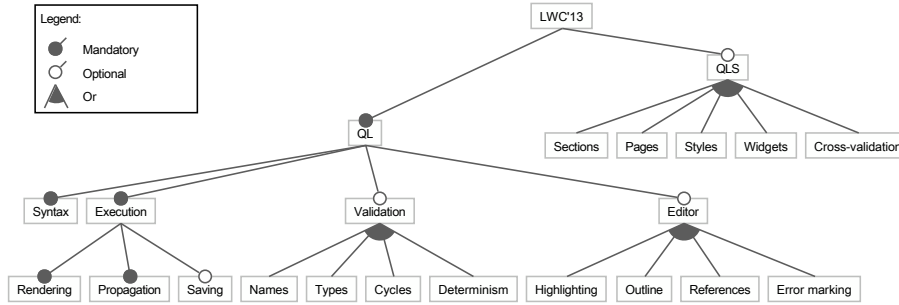 LWC'13
Legend:
Mandatory
Optional
Or
QLS
QL
Sections Pages Styles Widgets Cross-validation
Syntax Execution Validation Editor
Rendering Propagation Saving Names Types Cycles Determinism Highlighting Outline References Error marking